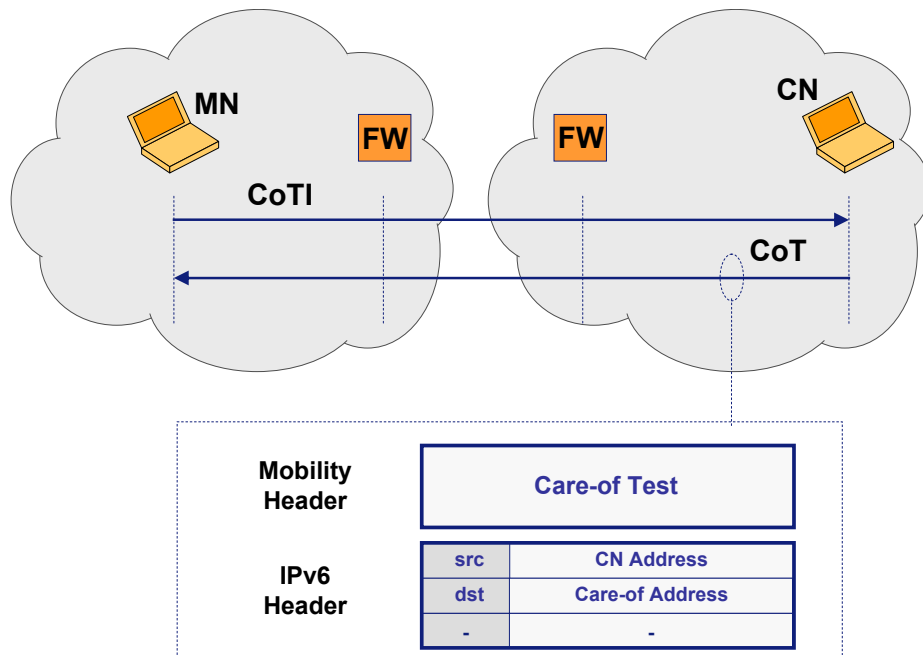 MN
CN
FW
FW
CoTI
CoT
Mobility
Header
Care-of Test
IPv6
Header
src
CN Address
dst
Care-of Address
-
-